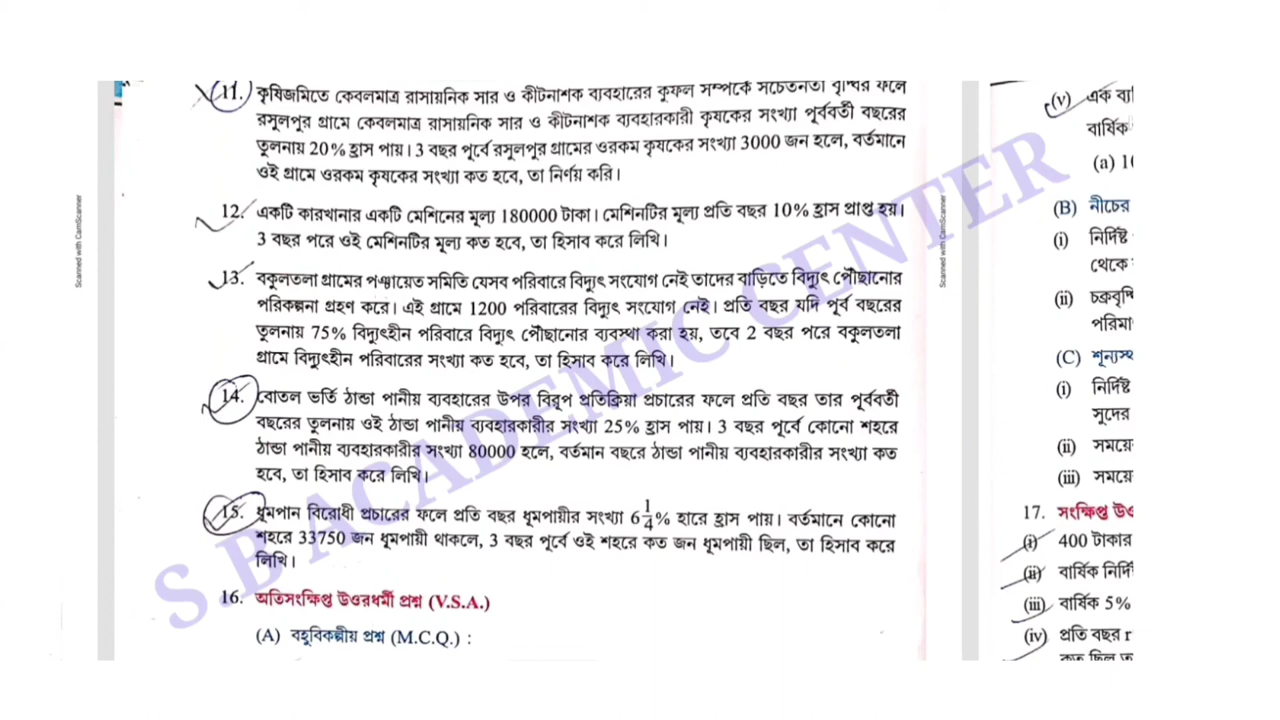 11. কৃষিজমিতে কেবলমাত্র রাসায়নিক সার ও কীটনাশক ব্যবহারের কুফল সম্পর্কে সচেতনতা বৃদ্ধির ফলে
রসুলপুর গ্রামে কেবলমাত্র রাসায়নিক সার ও কীটনাশক ব্যবহারকারী কৃষকের সংখ্যা পূর্ববর্তী বছরের
তুলনায় 20% হ্রাস পায়। 3 বছর পূর্বে রসুলপুর গ্রামের ওরকম কৃষকের সংখ্যা 3000 জন হলে, বর্তমানে
ওই গ্রামে ওরকম কৃষকের সংখ্যা কত হবে, তা নির্ণয় করি।
12. একটি কারখানার একটি মেশিনের মূল্য 180000 টাকা। মেশিনটির মূল্য প্রতি বছর 10% হ্রাস প্রাপ্ত হয়।
3 বছর পরে ওই মেশিনটির মূল্য কত হবে, তা হিসাব করে লিখি।
13. বকুলতলা গ্রামের পঞ্চায়েত সমিতি যেসব পরিবারে বিদ্যুৎ সংযোগ নেই তাদের বাড়িতে বিদ্যুৎ পৌঁছানোর
পরিকল্পনা গ্রহণ করে। এই গ্রামে 1200 পরিবারের বিদ্যুৎ সংযোগ নেই। প্রতি বছর যদি পূর্ব বছরের
তুলনায় 75% বিদ্যুৎহীন পরিবারে বিদ্যুৎ পৌঁছানোর ব্যবস্থা করা হয়, তবে 2 বছর পরে বকুলতলা
গ্রামে বিদ্যুৎহীন পরিবারের সংখ্যা কত হবে, তা হিসাব করে লিখি।
14. বোতল ভর্তি ঠান্ডা পানীয় ব্যবহারের উপর বিরূপ প্রতিক্রিয়া প্রচারের ফলে প্রতি বছর তার পূর্ববর্তী
বছরের তুলনায় ওই ঠান্ডা পানীয় ব্যবহারকারীর সংখ্যা 25% হ্রাস পায়। 3 বছর পূর্বে কোনো শহরে
ঠান্ডা পানীয় ব্যবহারকারীর সংখ্যা 80000 হলে, বর্তমান বছরে ঠান্ডা পানীয় ব্যবহারকারীর সংখ্যা কত
হবে, তা হিসাব করে লিখি।
15. ধূমপান বিরোধী প্রচারের ফলে প্রতি বছর ধূমপায়ীর সংখ্যা 6 1/4 % হারে হ্রাস পায়। বর্তমানে কোনো
শহরে 33750 জন ধূমপায়ী থাকলে, 3 বছর পূর্বে ওই শহরে কত জন ধূমপায়ী ছিল, তা হিসাব করে
লিখি।
16. অতিসংক্ষিপ্ত উত্তরধর্মী প্রশ্ন (V.S.A.)
(A) বহুবিকল্পীয় প্রশ্ন (M.C.Q.) :
S.B ACADEMIC CENTER
Scanned with CamScanner
Scanned with CamScanner
(v) এক
বার্ষিক
(a)
(B) নীচের
(i) নির্দিষ্ট
থেকে
(ii)
(C)
(i) নির্দিষ্ট
সুদের
(ii)
(iii)
17.
(i) 400 টাকার
(ii) বার্ষিক
(iii) বার্ষিক 5%
(iv) প্রতি বছর r